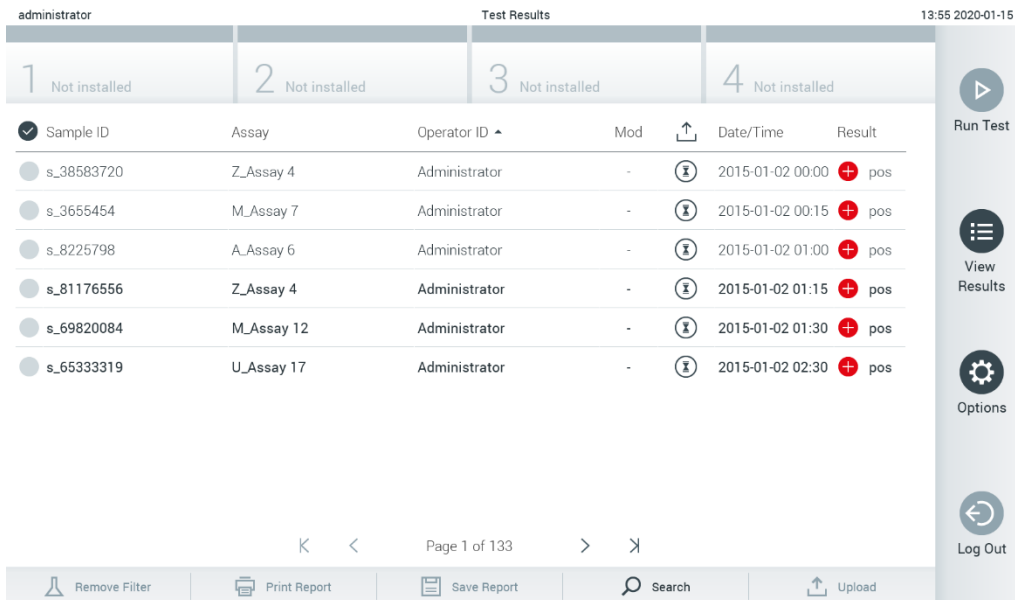 administrator Test Results 13:55 2020-01-15
1 Not installed 2 Not installed 3 Not installed 4 Not installed
Run Test
Sample ID Assay Operator ID Mod Date/Time Result
s_38583720 Z_Assay 4 Administrator - 2015-01-02 00:00 pos
s_3655454 M_Assay 7 Administrator - 2015-01-02 00:15 pos
s_8225798 A_Assay 6 Administrator - 2015-01-02 01:00 pos
View Results
s_81176556 Z_Assay 4 Administrator - 2015-01-02 01:15 pos
s_69820084 M_Assay 12 Administrator - 2015-01-02 01:30 pos
s_65333319 U_Assay 17 Administrator - 2015-01-02 02:30 pos
Options
Page 1 of 133
Log Out
Remove Filter Print Report Save Report Search Upload